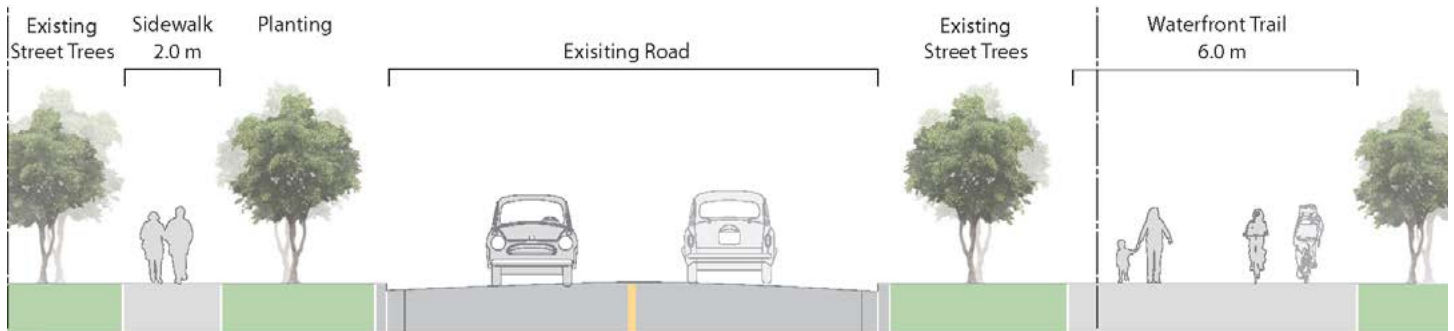 Existing
Street Trees
Sidewalk
2.0 m
Planting
Exisiting Road
Existing
Street Trees
Waterfront Trail
6.0 m